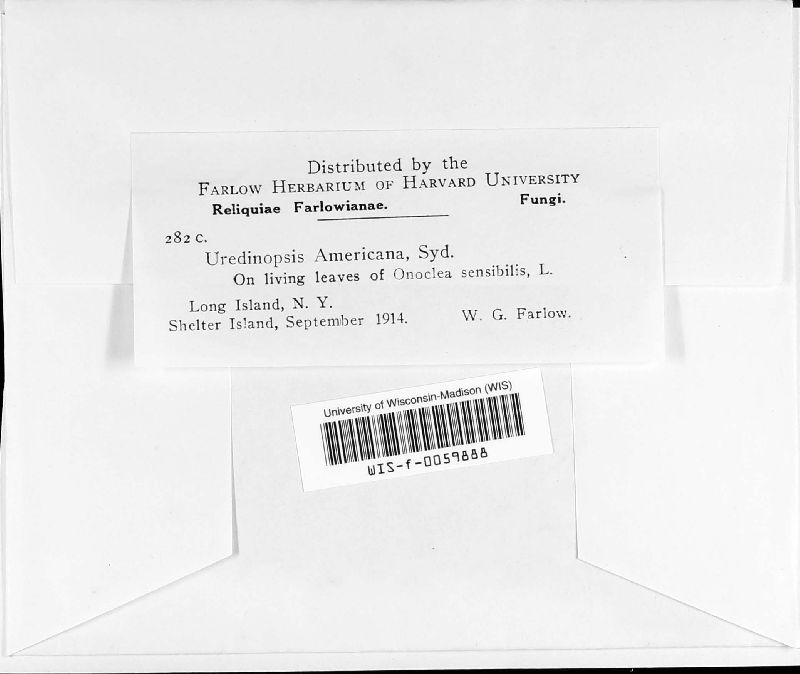 Distributed by the
FARLOW HERBARIUM OF HARVARD UNIVERSITY
Reliquiae Farlowianae. Fungi.
282 c.
Uredinopsis Americana, Syd.
On living leaves of Onoclea sensibilis, L.
Long Island, N. Y.
Shelter Island, September 1914. W. G. Farlow.
University of Wisconsin-Madison (WIS)
WIS-f-0059888